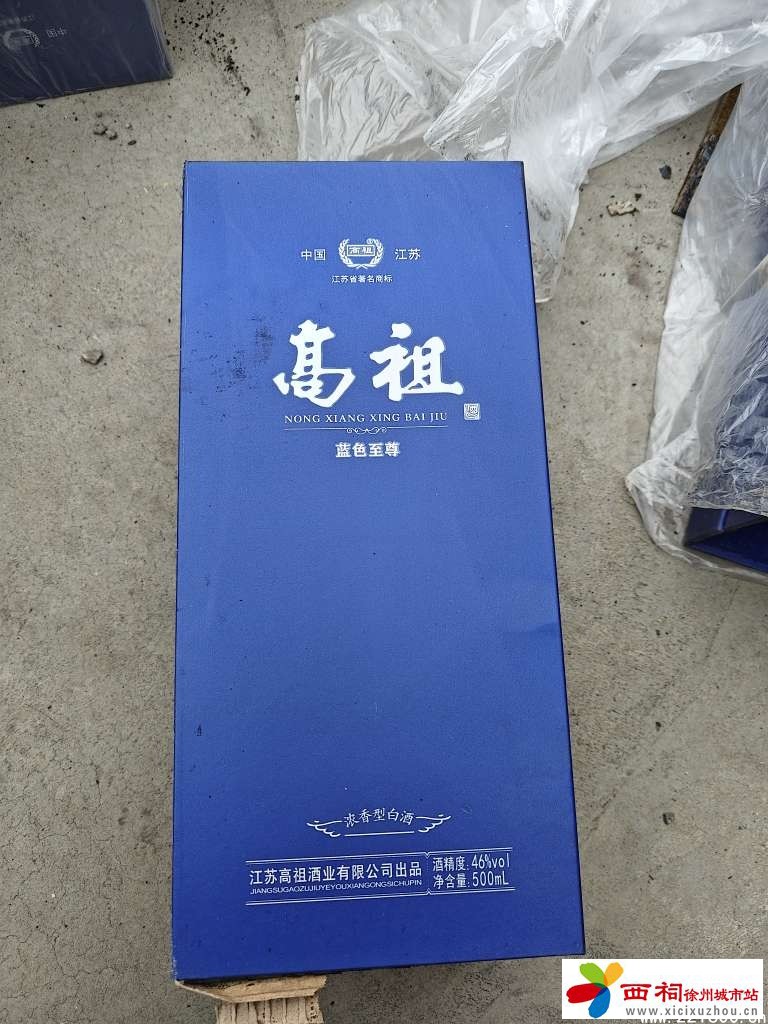 中国 高祖 江苏
江苏省著名商标
高祖
NONG XIANG XING BAI JIU
蓝色至尊
浓香型白酒
江苏高祖酒业有限公司出品
JIANGSUGAOZUJIUYEYOUXIANGONGSICHUPIN
酒精度:46%vol
净含量:500mL
西祠徐州城市站
www.xicixuzhou.cn